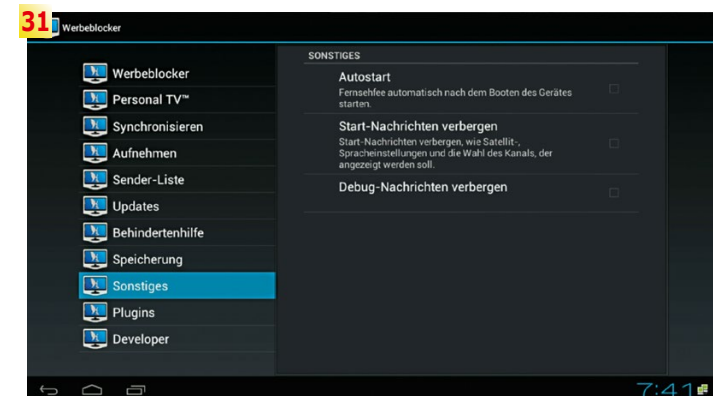 31
Werbeblocker
Werbeblocker
Personal TV™
Synchronisieren
Aufnehmen
Sender-Liste
Updates
Behindertenhilfe
Speicherung
Sonstiges
Plugins
Developer
SONSTIGES
Autostart
Fernsehfee automatisch nach dem Booten des Gerätes
starten.
Start-Nachrichten verbergen
Start-Nachrichten verbergen, wie Satellit-,
Spracheinstellungen und die Wahl des Kanals, der
angezeigt werden soll.
Debug-Nachrichten verbergen
7:41